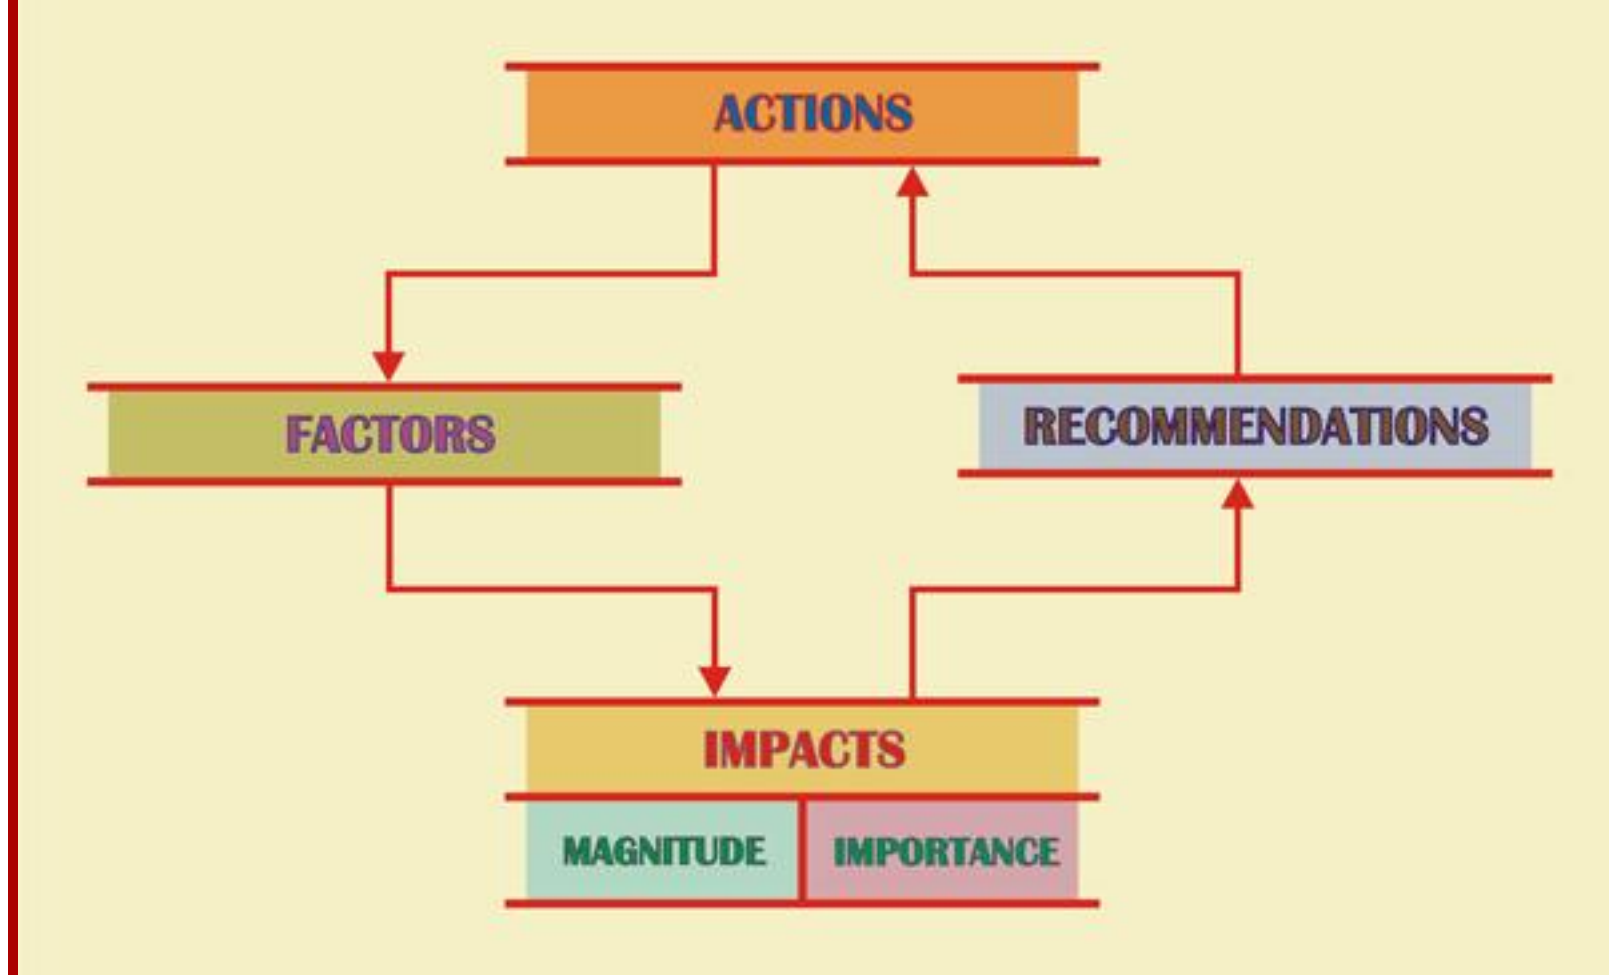 ACTIONS
FACTORS
RECOMMENDATIONS
IMPACTS
MAGNITUDE
IMPORTANCE